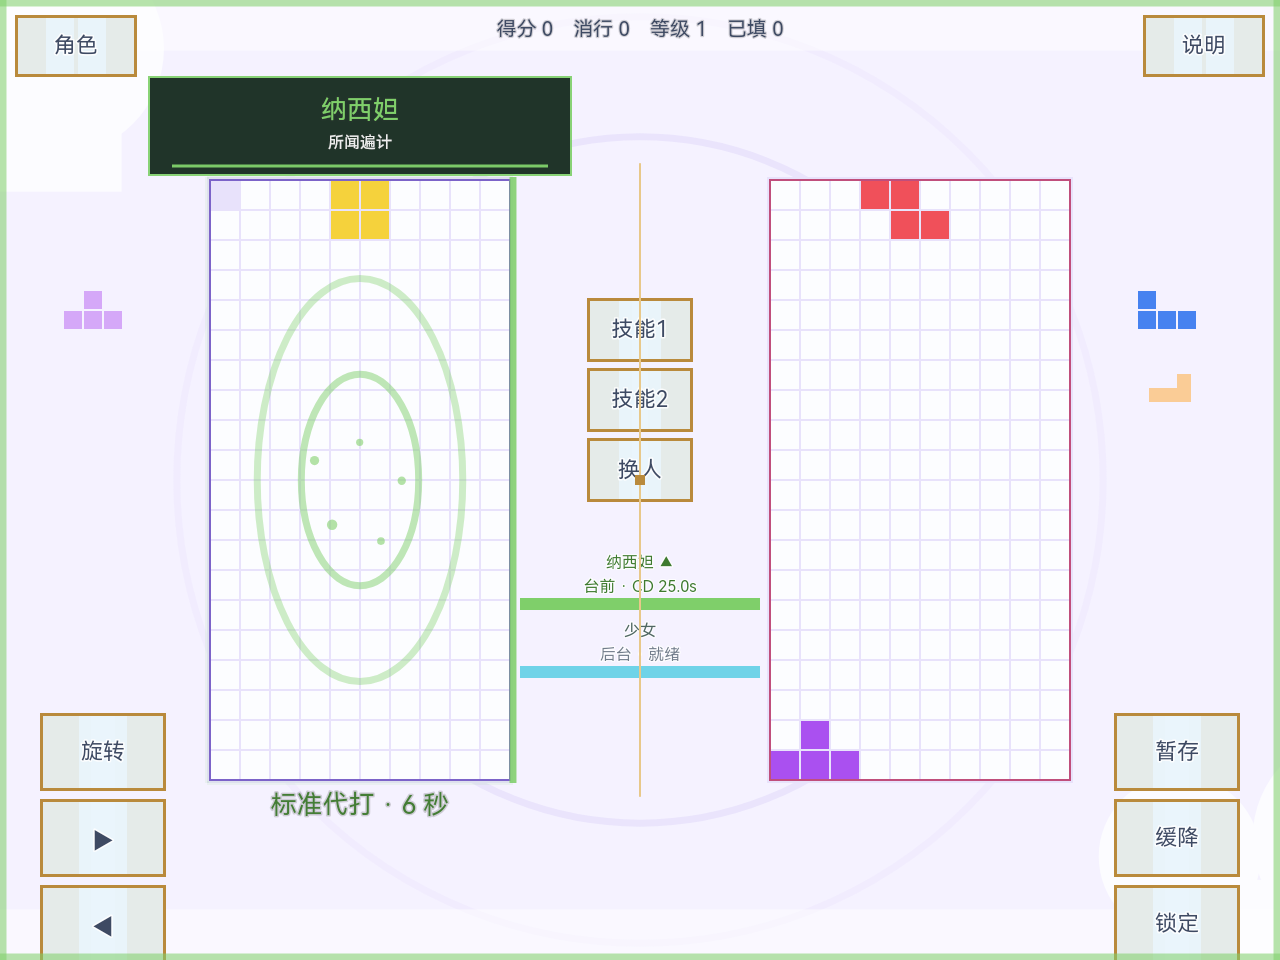 得分 0 消行 0 等级 1 已填 0
角色
说明
纳西妲
所闻遍计
技能1
技能2
换人
纳西妲 ▲
台前 · CD 25.0s
少女
后台 · 就绪
标准代打 · 6 秒
旋转
▶
◀
暂存
缓降
锁定